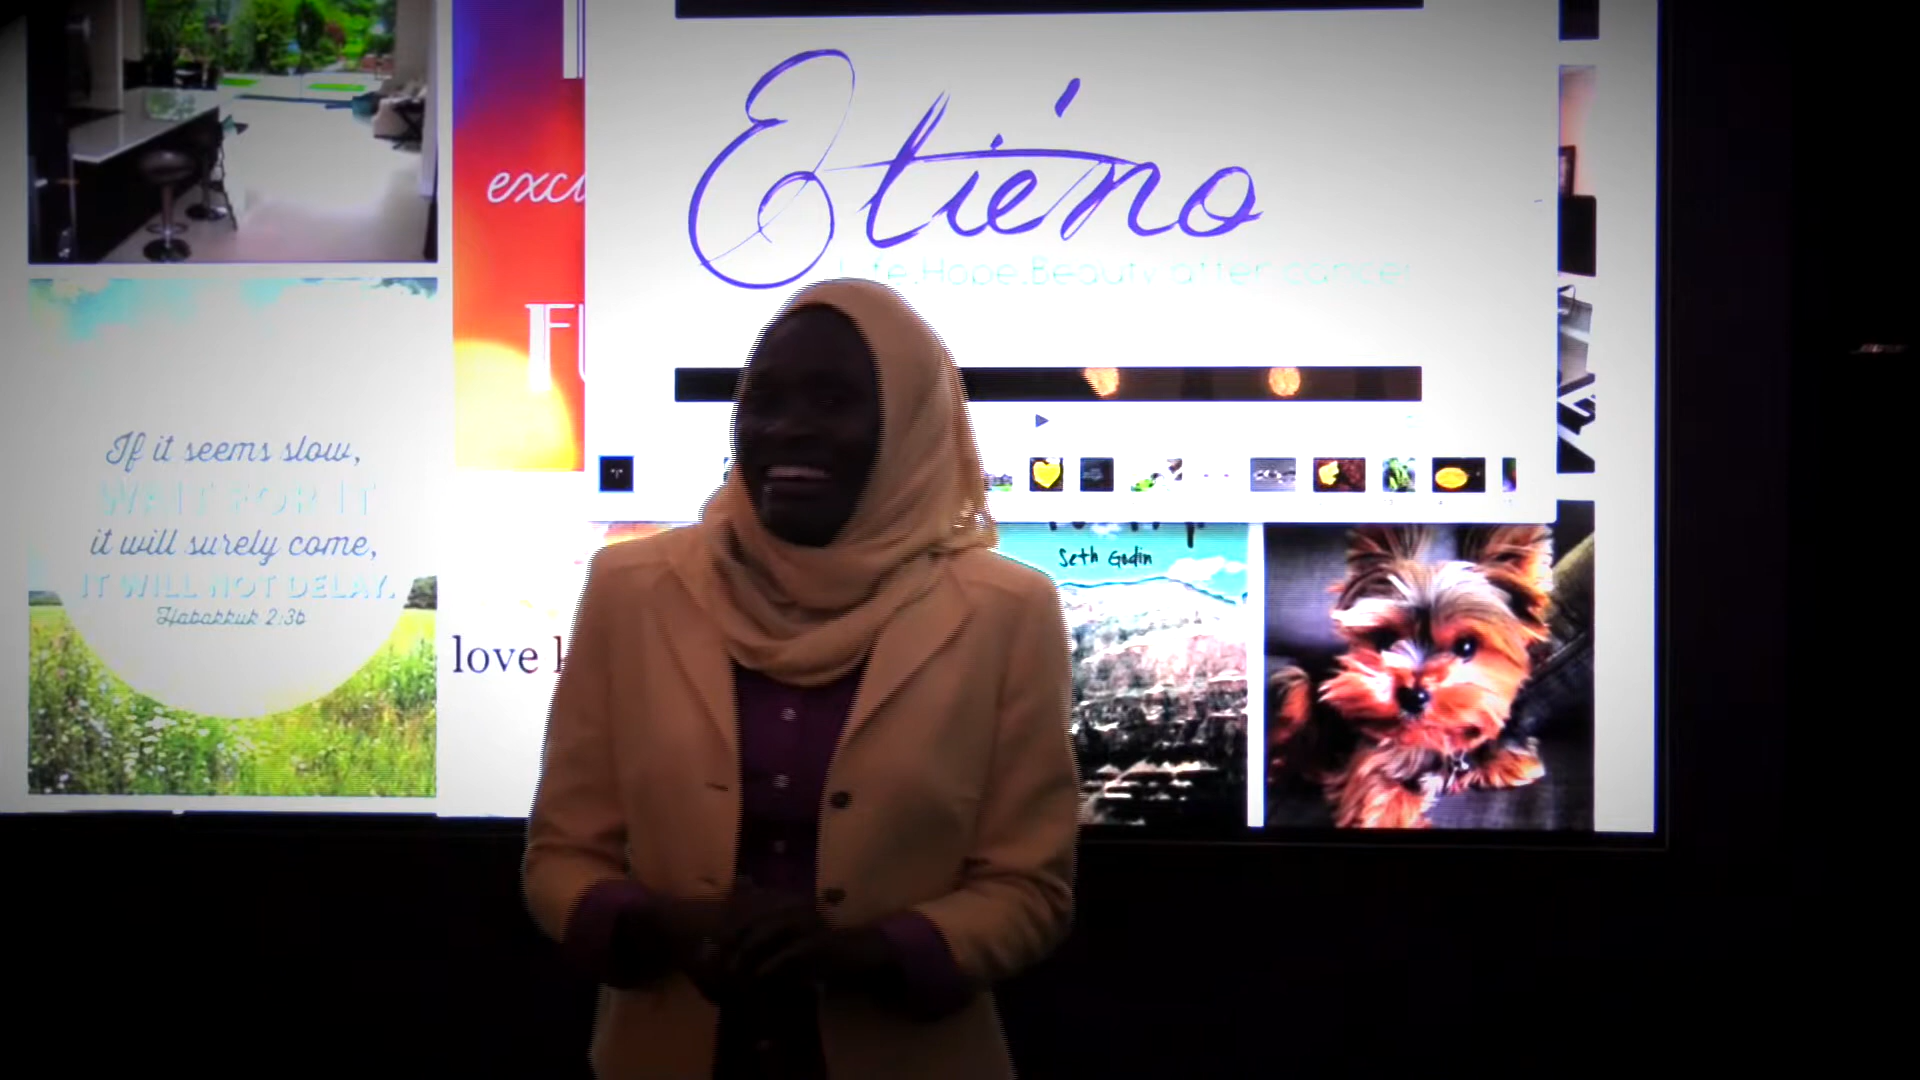 Etiéno
Life.Hope.Beauty after cancer
If it seems slow,
WAIT FOR IT
it will surely come,
IT WILL NOT DELAY.
Habakkuk 2:3b
love
Seth Godin